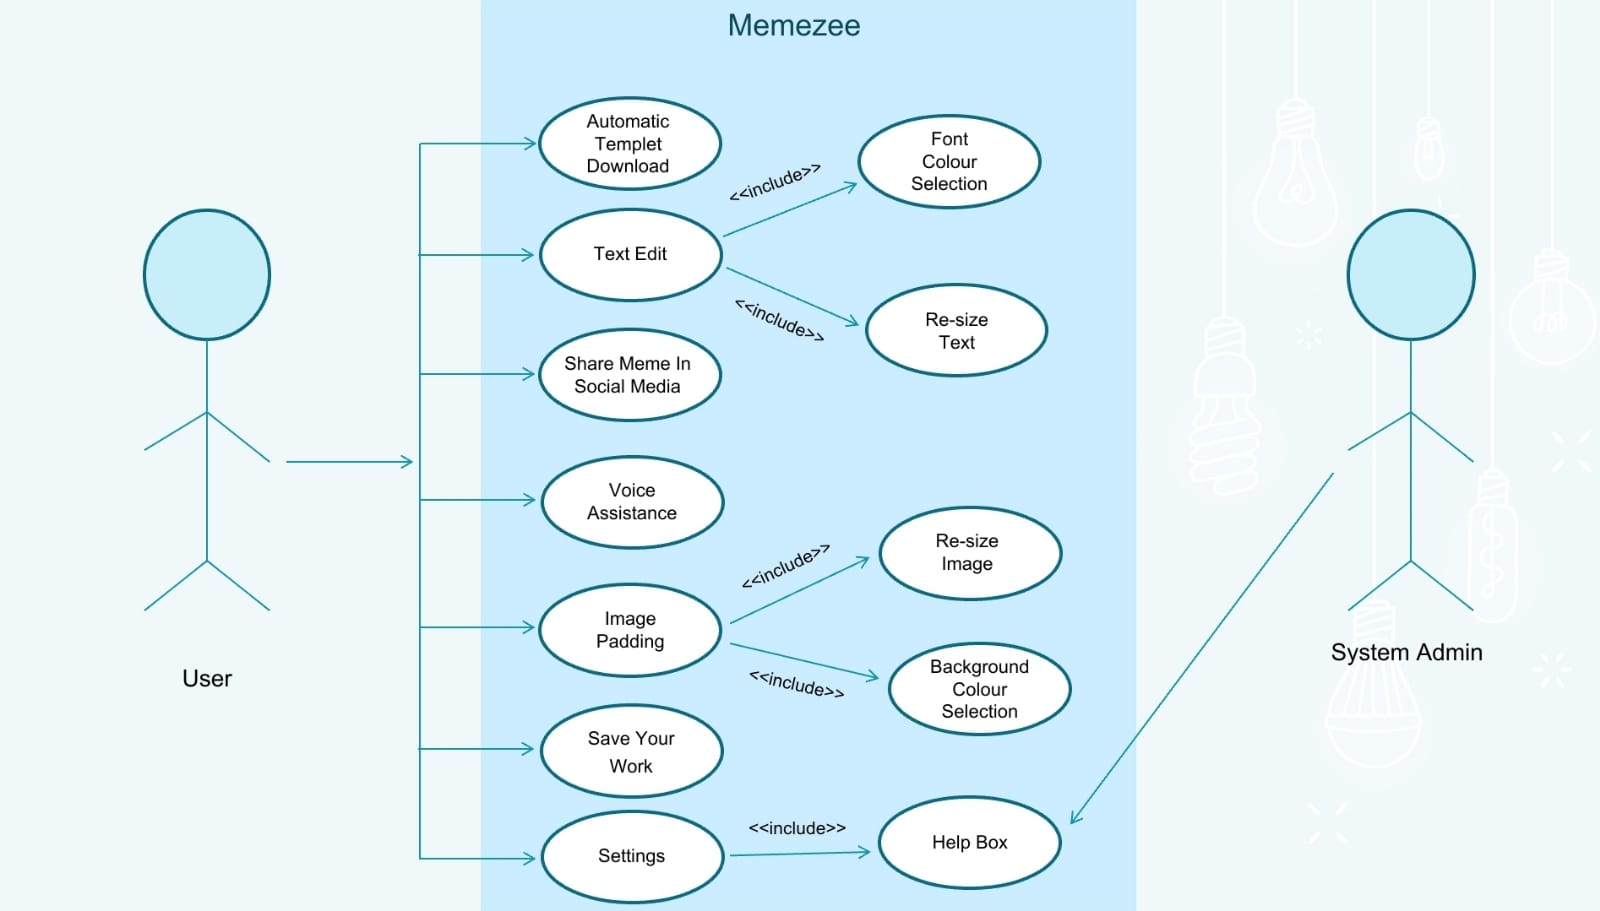 Memezee
Automatic
Templet
Download
Font
Colour
Selection
<<include>>
Text Edit
<<include>>
Re-size
Text
Share Meme In
Social Media
Voice
Assistance
Re-size
Image
<<include>>
Image
Padding
<<include>>
Background
Colour
Selection
User
System Admin
Save Your
Work
Settings
<<include>>
Help Box